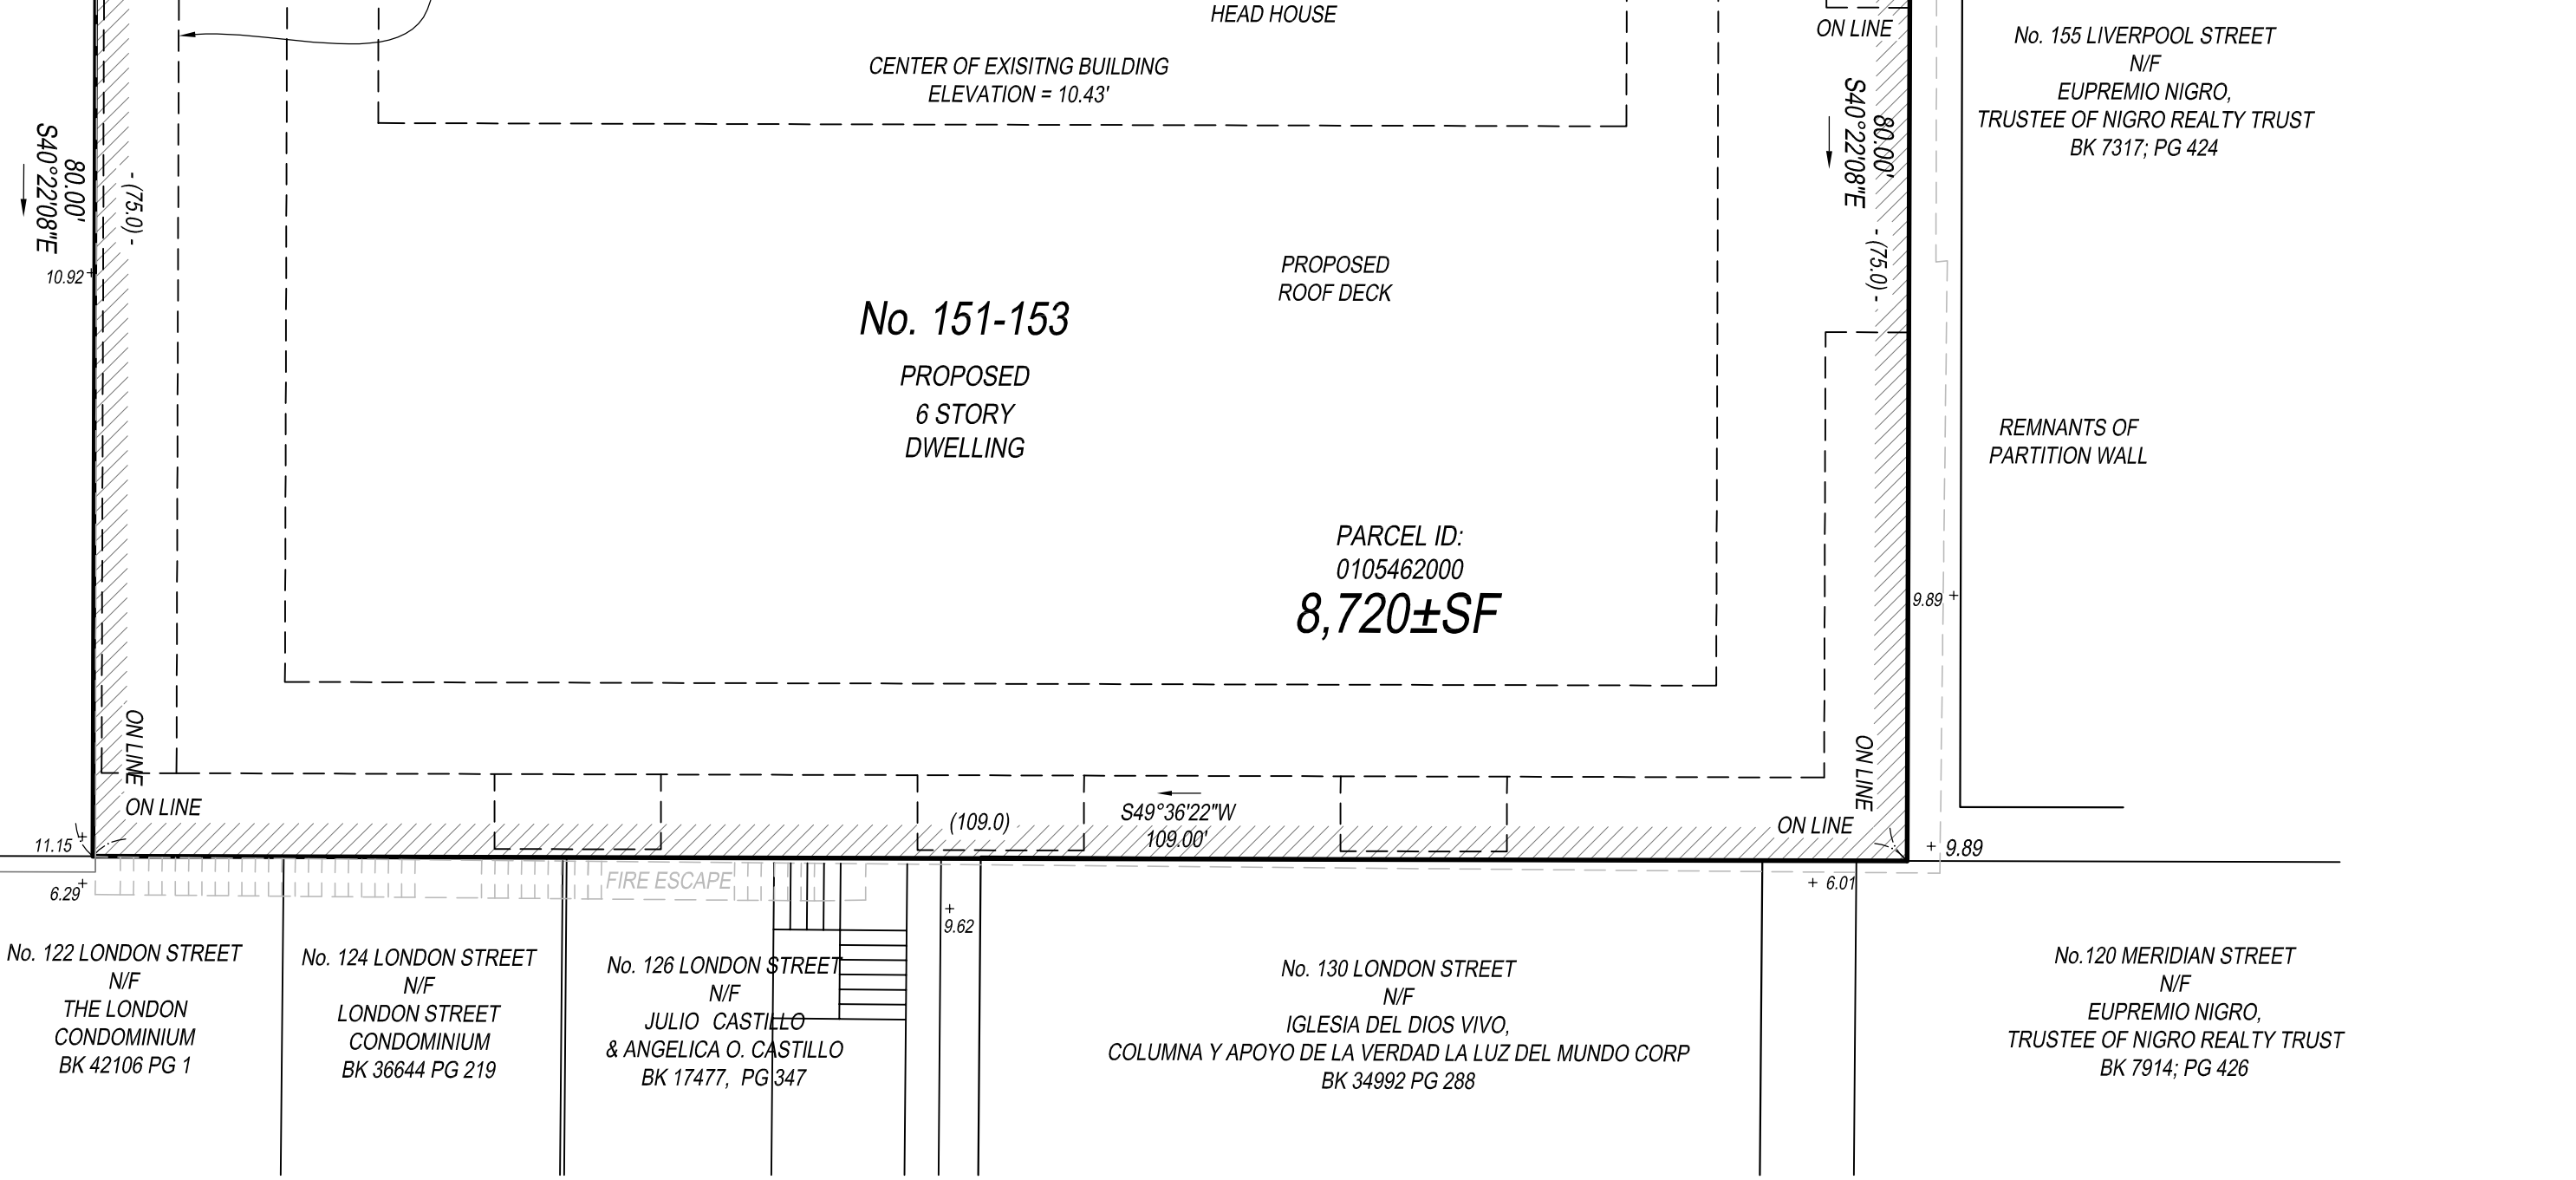 HEAD HOUSE
CENTER OF EXISITNG BUILDING
ELEVATION = 10.43'
ON LINE
No. 155 LIVERPOOL STREET
N/F
EUPREMIO NIGRO,
TRUSTEE OF NIGRO REALTY TRUST
BK 7317; PG 424
80.00'
S40°22'08"E
- (75.0) -
10.92
80.00'
S40°22'08"E
- (75.0) -
PROPOSED
ROOF DECK
No. 151-153
PROPOSED
6 STORY
DWELLING
REMNANTS OF
PARTITION WALL
PARCEL ID:
0105462000
8,720±SF
9.89
ON LINE
ON LINE
ON LINE
ON LINE
(109.0)
S49°36'22"W
109.00'
11.15
9.89
6.29
FIRE ESCAPE
6.01
9.62
No. 122 LONDON STREET
N/F
THE LONDON
CONDOMINIUM
BK 42106 PG 1
No. 124 LONDON STREET
N/F
LONDON STREET
CONDOMINIUM
BK 36644 PG 219
No. 126 LONDON STREET
N/F
JULIO CASTILLO
& ANGELICA O. CASTILLO
BK 17477, PG 347
No. 130 LONDON STREET
N/F
IGLESIA DEL DIOS VIVO,
COLUMNA Y APOYO DE LA VERDAD LA LUZ DEL MUNDO CORP
BK 34992 PG 288
No.120 MERIDIAN STREET
N/F
EUPREMIO NIGRO,
TRUSTEE OF NIGRO REALTY TRUST
BK 7914; PG 426